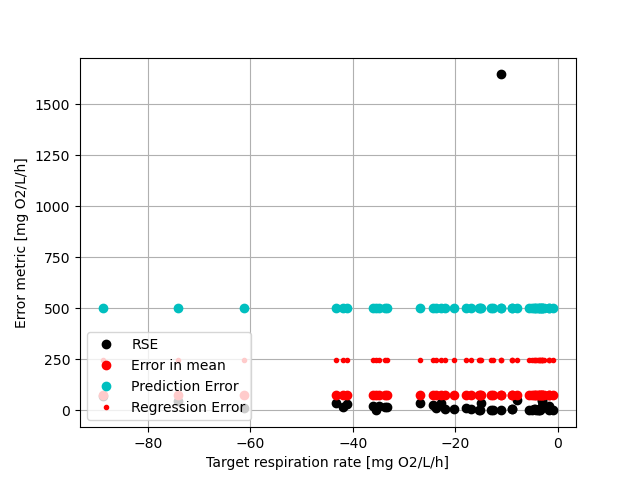 1500
1250
1000
750
500
250
0
Error metric [mg O2/L/h]
RSE
Error in mean
Prediction Error
Regression Error
−80
−60
−40
−20
0
Target respiration rate [mg O2/L/h]